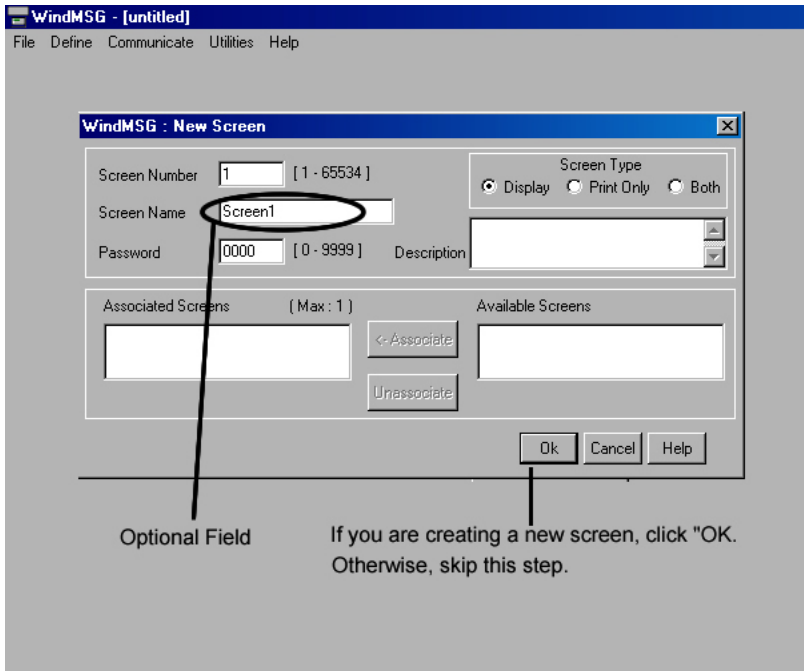 WindMSG - [untitled]
File Define Communicate Utilities Help
WindMSG : New Screen
Screen Number 1 [ 1 - 65534 ]
Screen Type
Display Print Only Both
Screen Name Screen1
Password 0000 [ 0 - 9999 ] Description
Associated Screens ( Max : 1 ) Available Screens
<- Associate
Unassociate
Ok Cancel Help
Optional Field
If you are creating a new screen, click "OK.
Otherwise, skip this step.